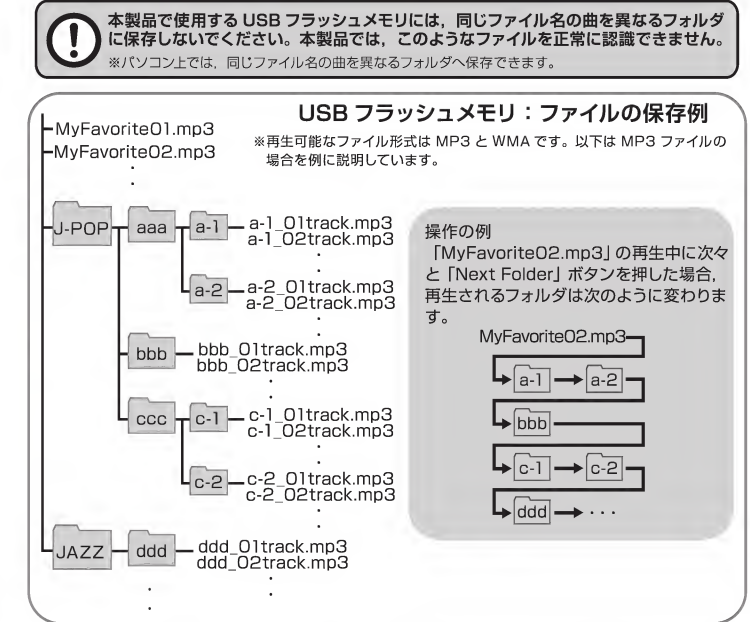 本製品で使用する USB フラッシュメモリには，同じファイル名の曲を異なるフォルダ
に保存しないでください。本製品では，このようなファイルを正常に認識できません。
※パソコン上では，同じファイル名の曲を異なるフォルダへ保存できます。
USB フラッシュメモリ：ファイルの保存例
※再生可能なファイル形式は MP3 と WMA です。以下は MP3 ファイルの
場合を例に説明しています。
MyFavorite01.mp3
MyFavorite02.mp3
J-POP
aaa
a-1
a-1_01track.mp3
a-1_02track.mp3
a-2
a-2_01track.mp3
a-2_02track.mp3
bbb
bbb_01track.mp3
bbb_02track.mp3
ccc
c-1
c-1_01track.mp3
c-1_02track.mp3
c-2
c-2_01track.mp3
c-2_02track.mp3
JAZZ
ddd
ddd_01track.mp3
ddd_02track.mp3
操作の例
「MyFavorite02.mp3」の再生中に次々
と「Next Folder」ボタンを押した場合，
再生されるフォルダは次のように変わりま
す。
MyFavorite02.mp3
a-1 → a-2
bbb
c-1 → c-2
ddd → ・・・